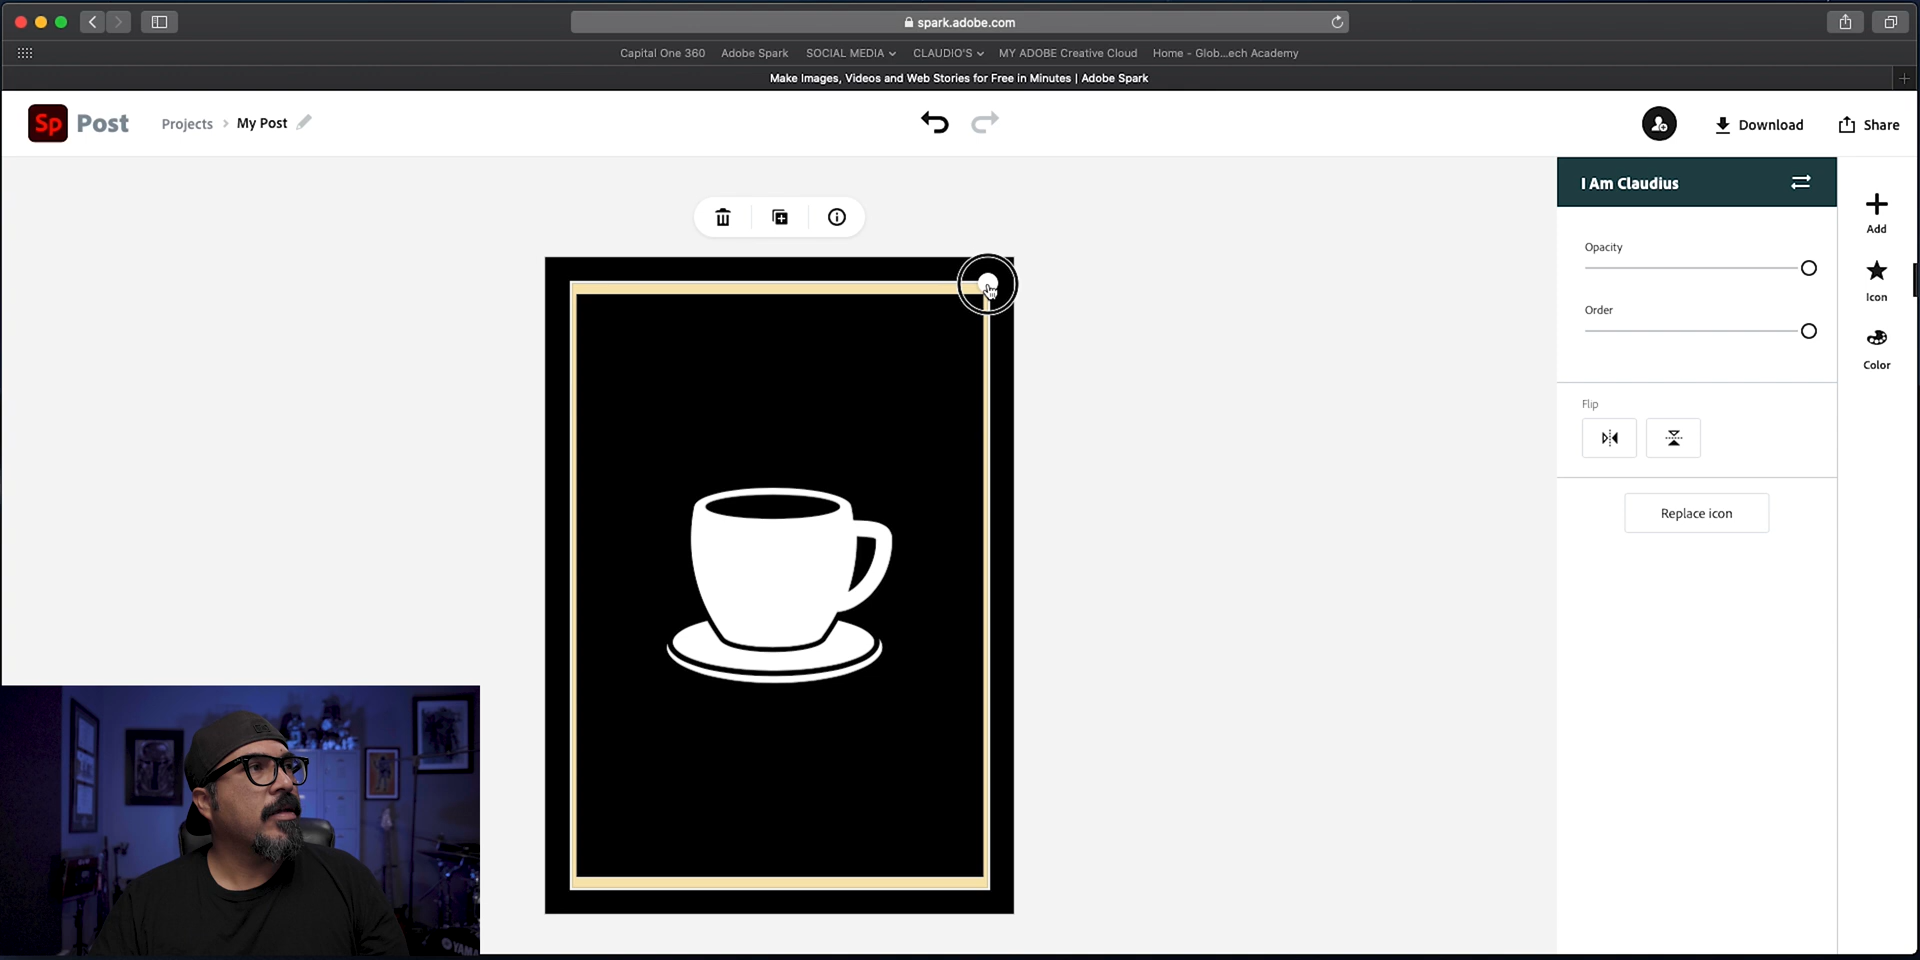 spark.adobe.com
Capital One 360 Adobe Spark SOCIAL MEDIA CLAUDIO'S MY ADOBE Creative Cloud Home - Glob...ech Academy
Make Images, Videos and Web Stories for Free in Minutes | Adobe Spark
Sp Post Projects > My Post Download Share
I Am Claudius
Add
Opacity
Icon
Order
Color
Flip
Replace icon
YAMA